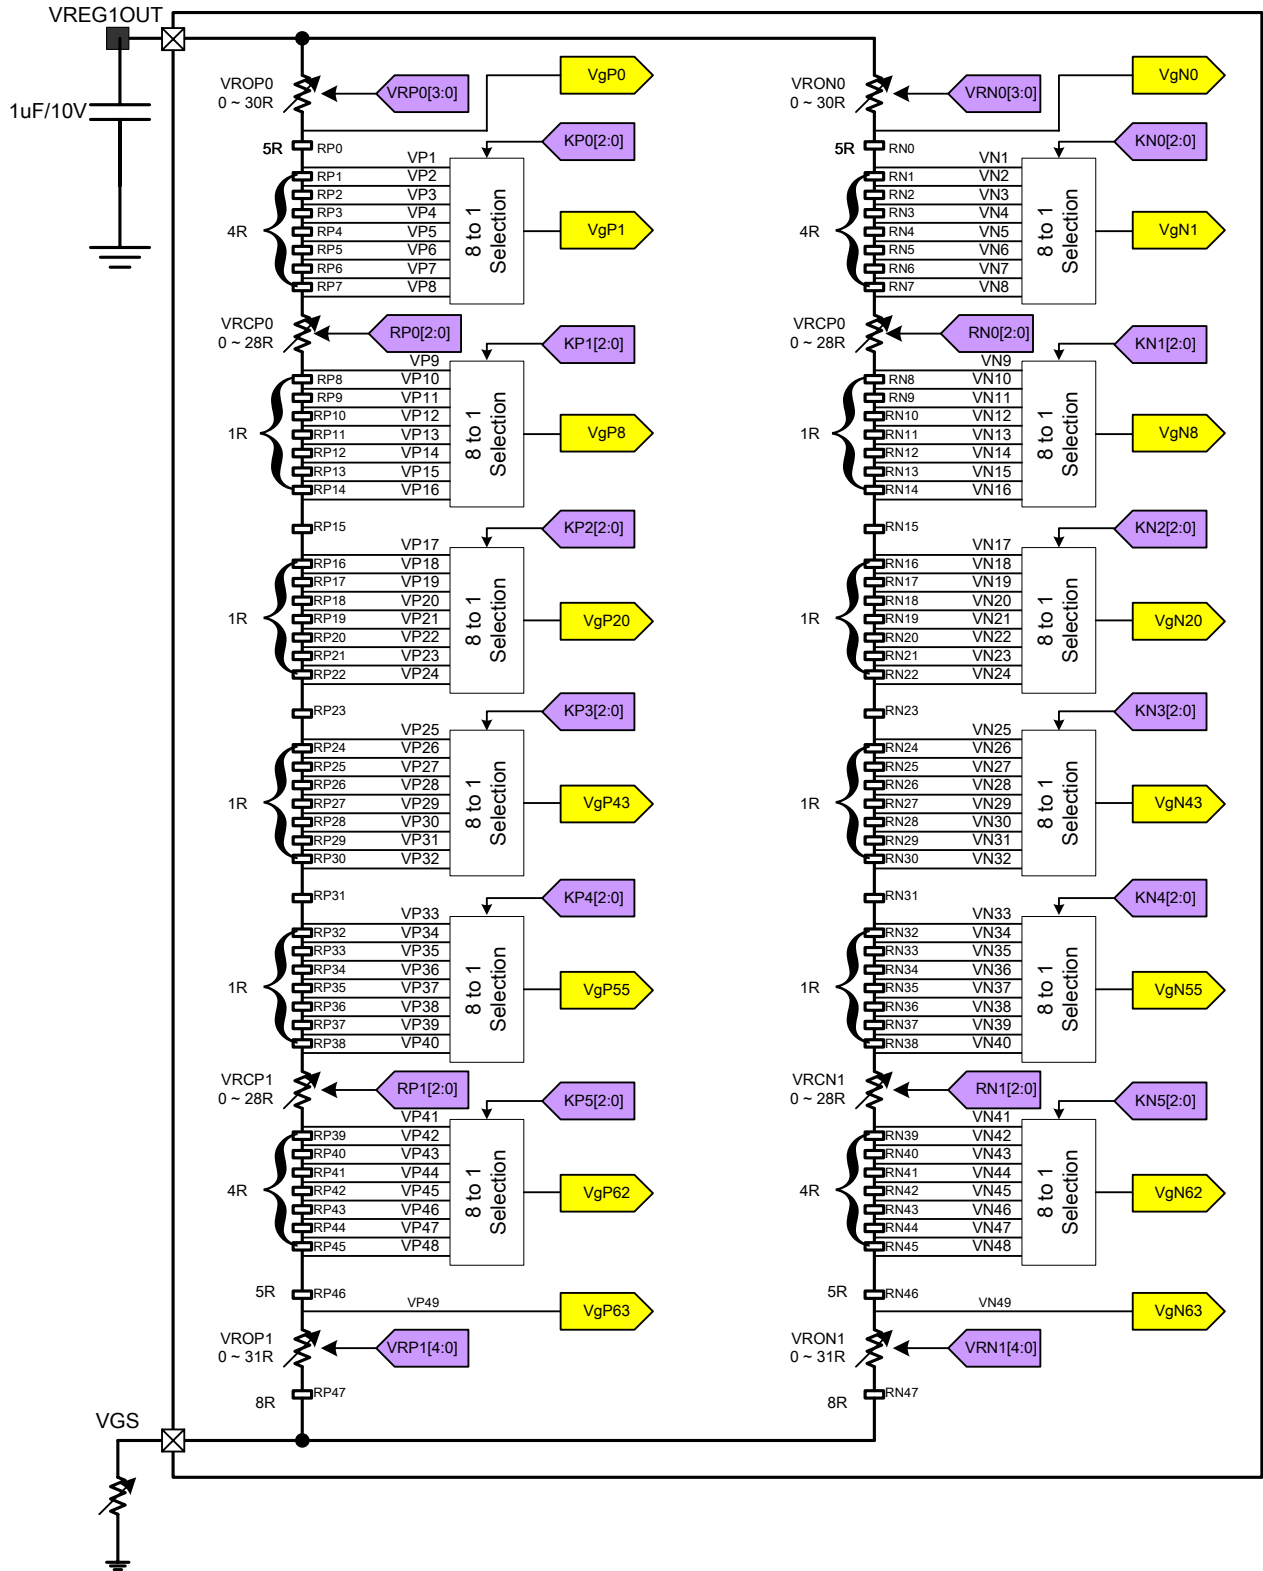 VREG1OUT
1uF/10V
VROP0
0 ~ 30R
VRP0[3:0]
VgP0
5R
RP0
KP0[2:0]
VP1
RP1
VP2
RP2
VP3
RP3
VP4
4R
RP4
VP5
RP5
VP6
RP6
VP7
RP7
VP8
8 to 1
Selection
VgP1
VRCP0
0 ~ 28R
RP0[2:0]
KP1[2:0]
VP9
RP8
VP10
RP9
VP11
RP10
VP12
1R
RP11
VP13
RP12
VP14
RP13
VP15
RP14
VP16
8 to 1
Selection
VgP8
RP15
KP2[2:0]
VP17
RP16
VP18
RP17
VP19
RP18
VP20
1R
RP19
VP21
RP20
VP22
RP21
VP23
RP22
VP24
8 to 1
Selection
VgP20
RP23
KP3[2:0]
VP25
RP24
VP26
RP25
VP27
RP26
VP28
1R
RP27
VP29
RP28
VP30
RP29
VP31
RP30
VP32
8 to 1
Selection
VgP43
RP31
KP4[2:0]
VP33
RP32
VP34
RP33
VP35
RP34
VP36
1R
RP35
VP37
RP36
VP38
RP37
VP39
RP38
VP40
8 to 1
Selection
VgP55
VRCP1
0 ~ 28R
RP1[2:0]
KP5[2:0]
VP41
RP39
VP42
RP40
VP43
RP41
VP44
4R
RP42
VP45
RP43
VP46
RP44
VP47
RP45
VP48
8 to 1
Selection
VgP62
5R
RP46
VP49
VgP63
VROP1
0 ~ 31R
VRP1[4:0]
8R
RP47
VGS
VRON0
0 ~ 30R
VRN0[3:0]
VgN0
5R
RN0
KN0[2:0]
VN1
RN1
VN2
RN2
VN3
RN3
VN4
4R
RN4
VN5
RN5
VN6
RN6
VN7
RN7
VN8
8 to 1
Selection
VgN1
VRCP0
0 ~ 28R
RN0[2:0]
KN1[2:0]
VN9
RN8
VN10
RN9
VN11
RN10
VN12
1R
RN11
VN13
RN12
VN14
RN13
VN15
RN14
VN16
8 to 1
Selection
VgN8
RN15
KN2[2:0]
VN17
RN16
VN18
RN17
VN19
RN18
VN20
1R
RN19
VN21
RN20
VN22
RN21
VN23
RN22
VN24
8 to 1
Selection
VgN20
RN23
KN3[2:0]
VN25
RN24
VN26
RN25
VN27
RN26
VN28
1R
RN27
VN29
RN28
VN30
RN29
VN31
RN30
VN32
8 to 1
Selection
VgN43
RN31
KN4[2:0]
VN33
RN32
VN34
RN33
VN35
RN34
VN36
1R
RN35
VN37
RN36
VN38
RN37
VN39
RN38
VN40
8 to 1
Selection
VgN55
VRCN1
0 ~ 28R
RN1[2:0]
KN5[2:0]
VN41
RN39
VN42
RN40
VN43
RN41
VN44
4R
RN42
VN45
RN43
VN46
RN44
VN47
RN45
VN48
8 to 1
Selection
VgN62
5R
RN46
VN49
VgN63
VRON1
0 ~ 31R
VRN1[4:0]
8R
RN47